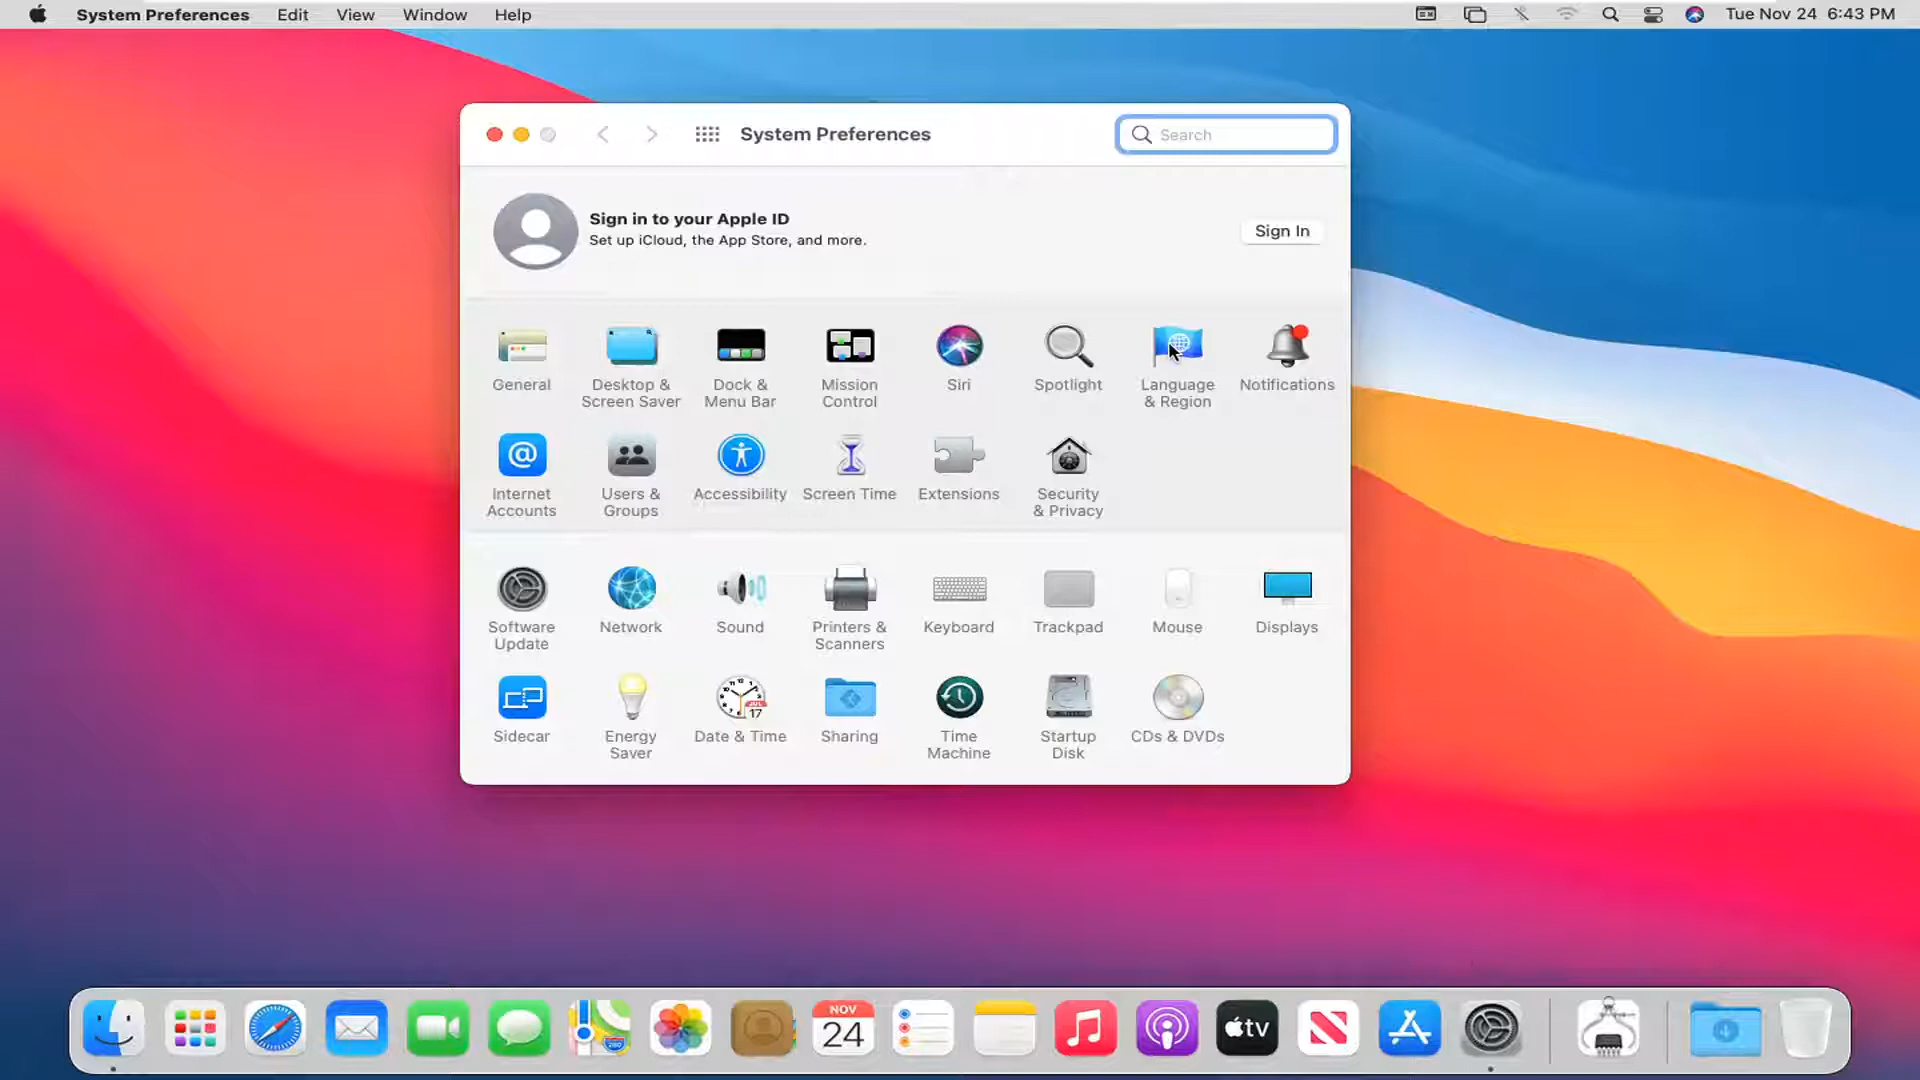 System Preferences Edit View Window Help Tue Nov 24 6:43 PM
System Preferences Search
Sign in to your Apple ID
Set up iCloud, the App Store, and more.
Sign In
General Desktop & Screen Saver Dock & Menu Bar Mission Control Siri Spotlight Language & Region Notifications
Internet Accounts Users & Groups Accessibility Screen Time Extensions Security & Privacy
Software Update Network Sound Printers & Scanners Keyboard Trackpad Mouse Displays
JUL
17
Sidecar Energy Saver Date & Time Sharing Time Machine Startup Disk CDs & DVDs
280
NOV
24
tv